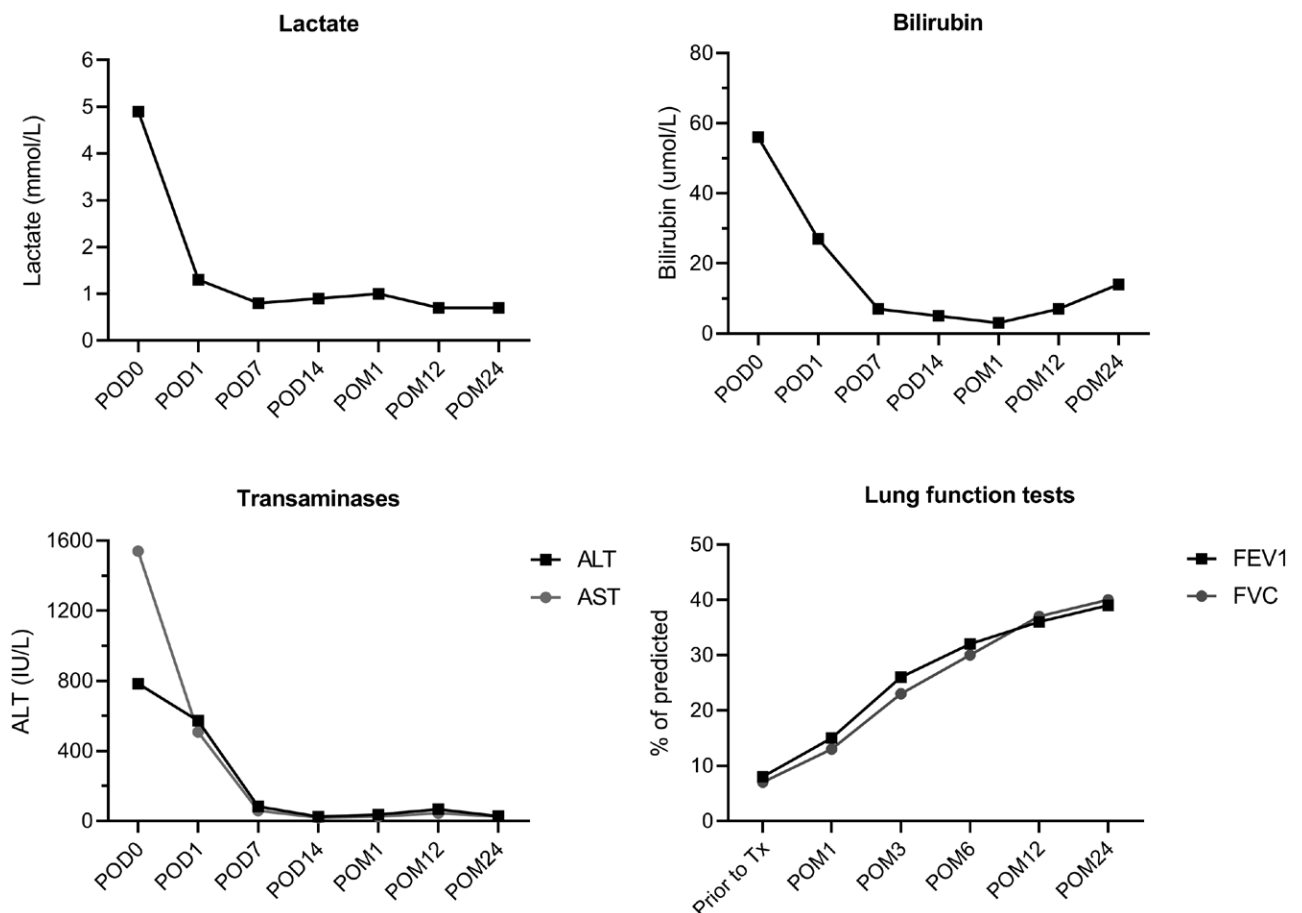 Lactate
Lactate (mmol/L)
6
5
4
3
2
1
0
POD0
POD1
POD7
POD14
POM1
POM12
POM24
Bilirubin
Bilirubin (umol/L)
80
60
40
20
0
POD0
POD1
POD7
POD14
POM1
POM12
POM24
Transaminases
ALT (IU/L)
1600
1200
800
400
0
POD0
POD1
POD7
POD14
POM1
POM12
POM24
ALT
AST
Lung function tests
% of predicted
50
40
30
20
10
0
Prior to Tx
POM1
POM3
POM6
POM12
POM24
FEV1
FVC